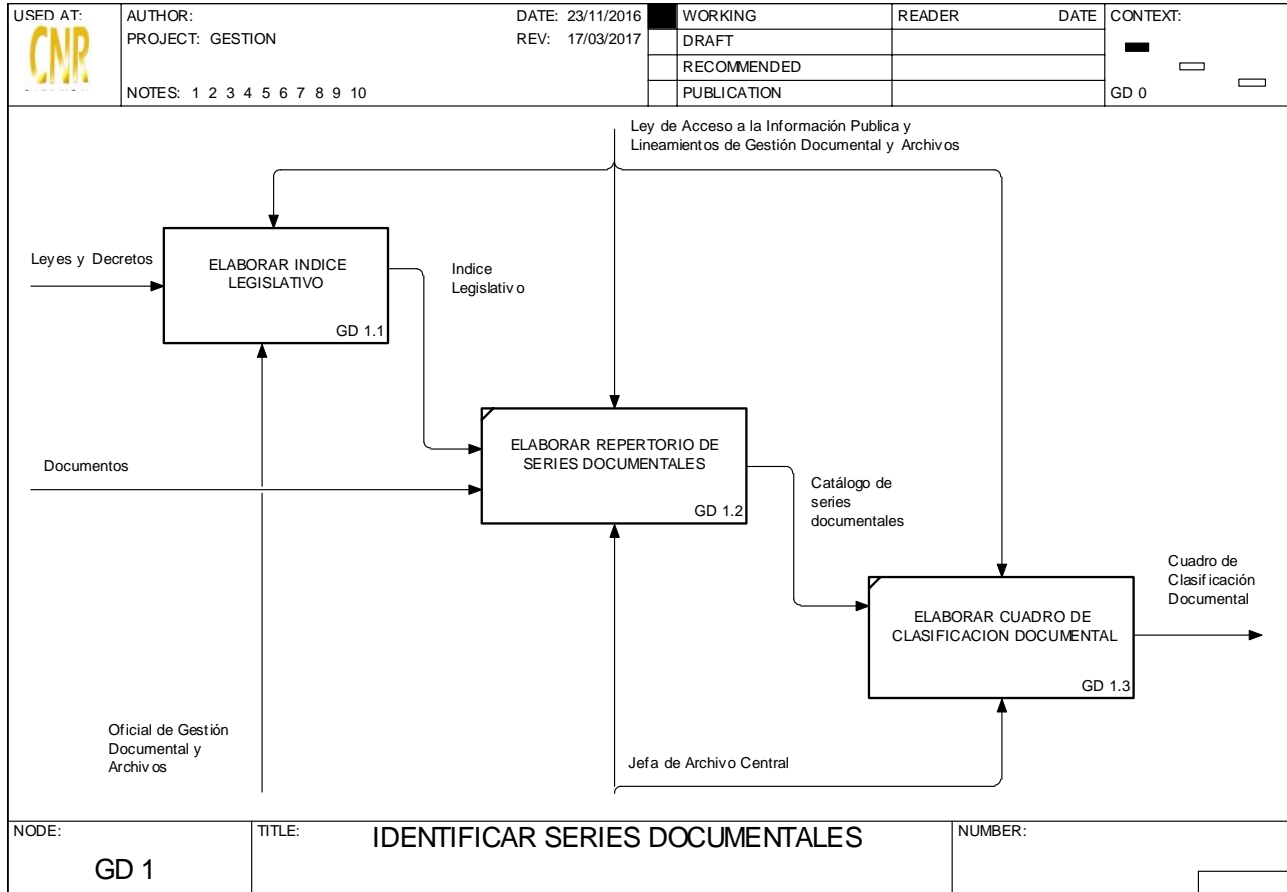 USED AT:
CNR
AUTHOR:
DATE: 23/11/2016
PROJECT: GESTION
REV: 17/03/2017
NOTES: 1 2 3 4 5 6 7 8 9 10
WORKING
DRAFT
RECOMMENDED
PUBLICATION
READER
DATE
CONTEXT:
GD 0
Ley de Acceso a la Información Publica y
Lineamientos de Gestión Documental y Archivos
Leyes y Decretos
ELABORAR INDICE
LEGISLATIVO
GD 1.1
Indice
Legislativo
Documentos
ELABORAR REPERTORIO DE
SERIES DOCUMENTALES
GD 1.2
Catálogo de
series
documentales
Cuadro de
Clasificación
Documental
ELABORAR CUADRO DE
CLASIFICACION DOCUMENTAL
GD 1.3
Oficial de Gestión
Documental y
Archivos
Jefa de Archivo Central
NODE:
GD 1
TITLE:
IDENTIFICAR SERIES DOCUMENTALES
NUMBER: